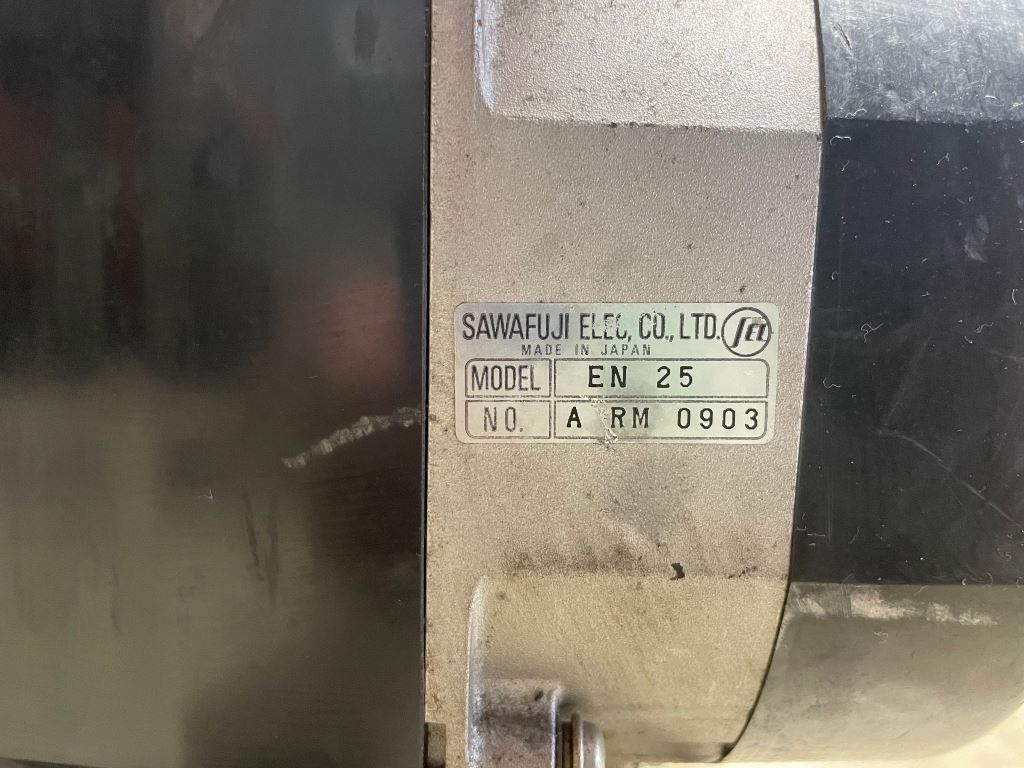 SAWAFUJI ELEC, CO., LTD.
MADE IN JAPAN
MODEL EN 25
NO. A RM 0903